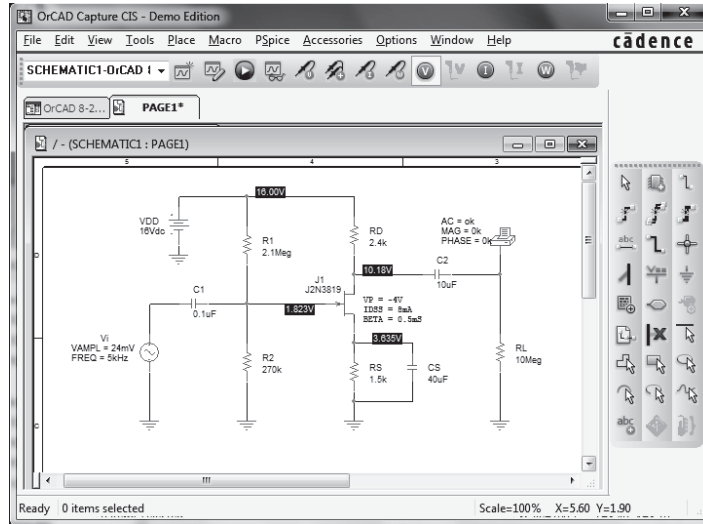 OrCAD Capture CIS - Demo Edition
File Edit View Tools Place Macro PSpice Accessories Options Window Help
cādence
SCHEMATIC1-OrCAD
OrCAD 8-2...
PAGE1*
/ - (SCHEMATIC1 : PAGE1)
5 4 3
16.00V
VDD
16Vdc
R1
2.1Meg
RD
2.4k
AC = ok
MAG = 0k
PHASE = 0k
C2
10uF
10.18V
J1
J2N3819
C1
0.1uF
1.823V
VP = -4V
IDSS = 8mA
BETA = 0.5mS
3.635V
Vi
VAMPL = 24mV
FREQ = 5kHz
R2
270k
RS
1.5k
CS
40uF
RL
10Meg
abc
abc
Ready 0 items selected
Scale=100% X=5.60 Y=1.90